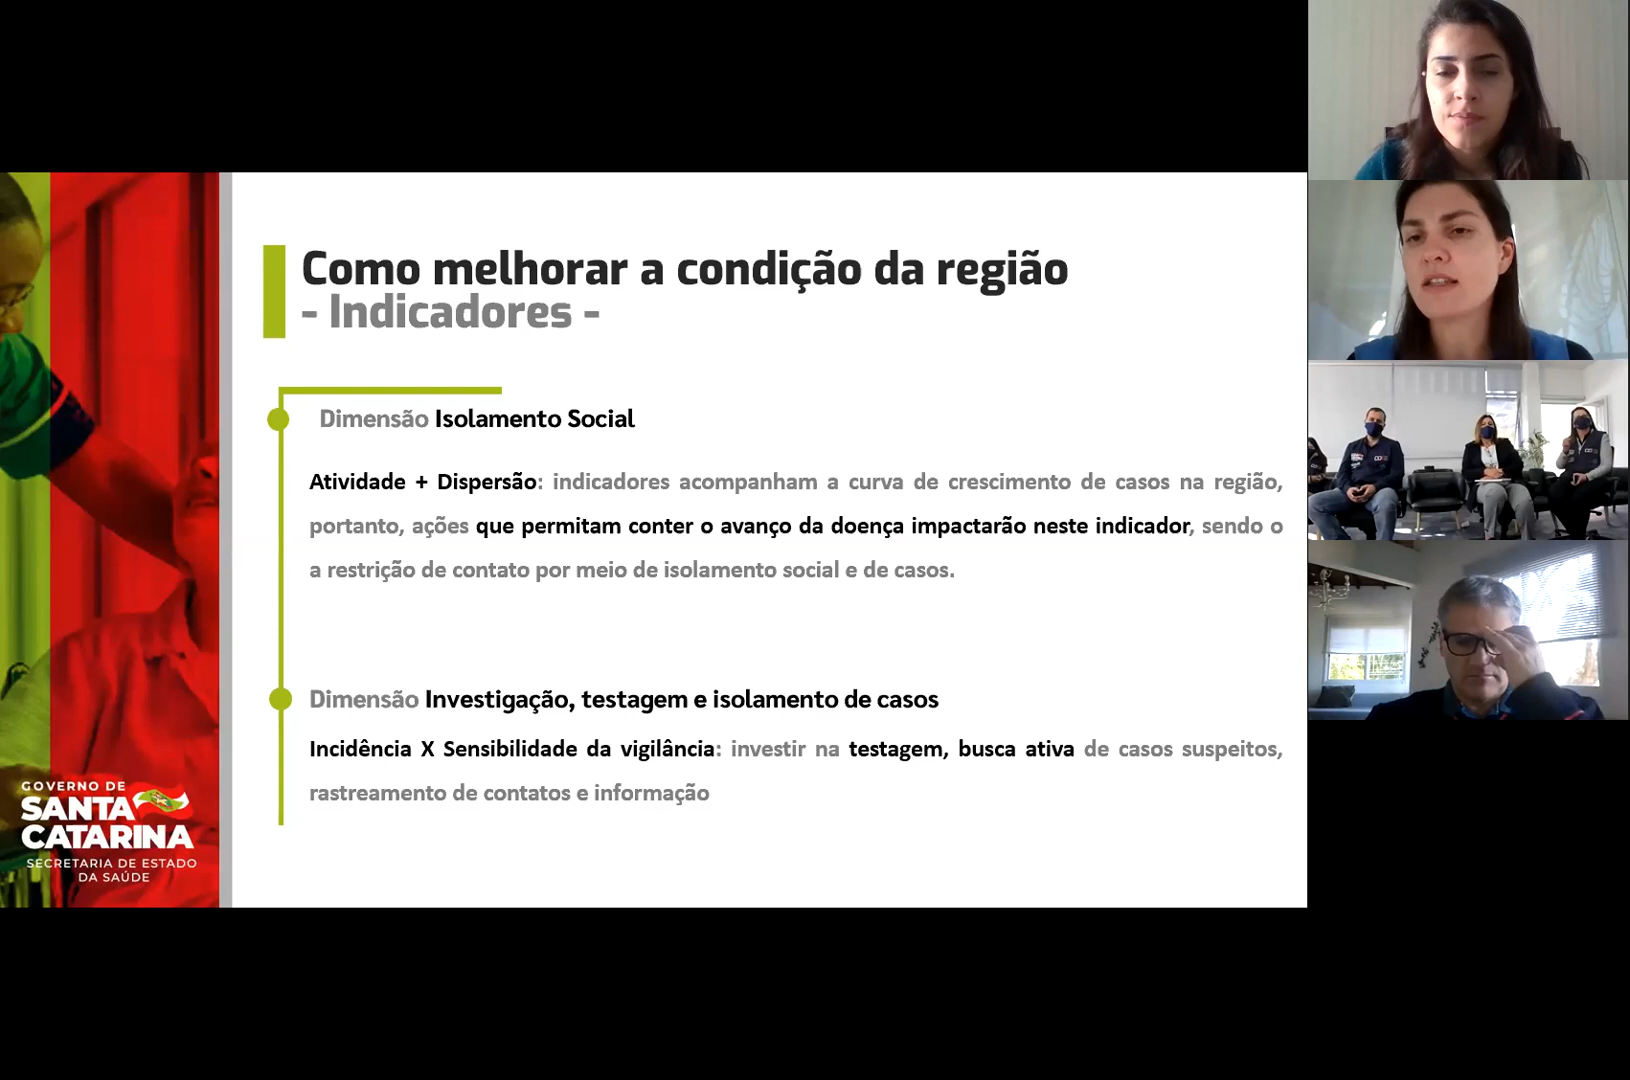 Como melhorar a condição da região
- Indicadores -
Dimensão Isolamento Social
Atividade + Dispersão: indicadores acompanham a curva de crescimento de casos na região,
portanto, ações que permitam conter o avanço da doença impactarão neste indicador, sendo o
a restrição de contato por meio de isolamento social e de casos.
Dimensão Investigação, testagem e isolamento de casos
Incidência X Sensibilidade da vigilância: investir na testagem, busca ativa de casos suspeitos,
rastreamento de contatos e informação
GOVERNO DE
SANTA
CATARINA
SECRETARIA DE ESTADO
DA SAÚDE